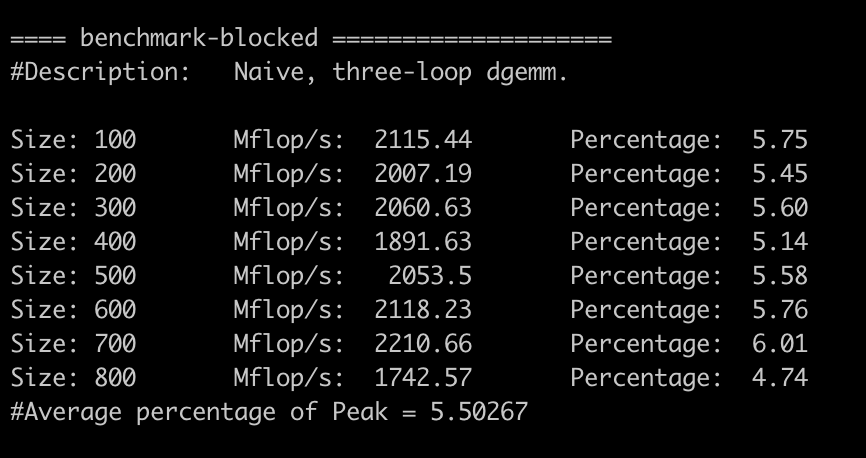 ==== benchmark-blocked ====================
#Description:   Naive, three-loop dgemm.

Size: 100       Mflop/s:  2115.44       Percentage:  5.75
Size: 200       Mflop/s:  2007.19       Percentage:  5.45
Size: 300       Mflop/s:  2060.63       Percentage:  5.60
Size: 400       Mflop/s:  1891.63       Percentage:  5.14
Size: 500       Mflop/s:   2053.5       Percentage:  5.58
Size: 600       Mflop/s:  2118.23       Percentage:  5.76
Size: 700       Mflop/s:  2210.66       Percentage:  6.01
Size: 800       Mflop/s:  1742.57       Percentage:  4.74
#Average percentage of Peak = 5.50267